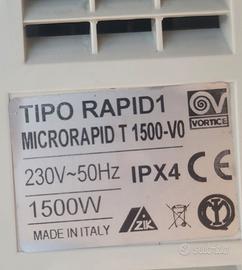 VORTICE
TIPO RAPID1
MICRORAPID T 1500-V0
230V~50Hz IPX4 CE
1500W
MADE IN ITALY